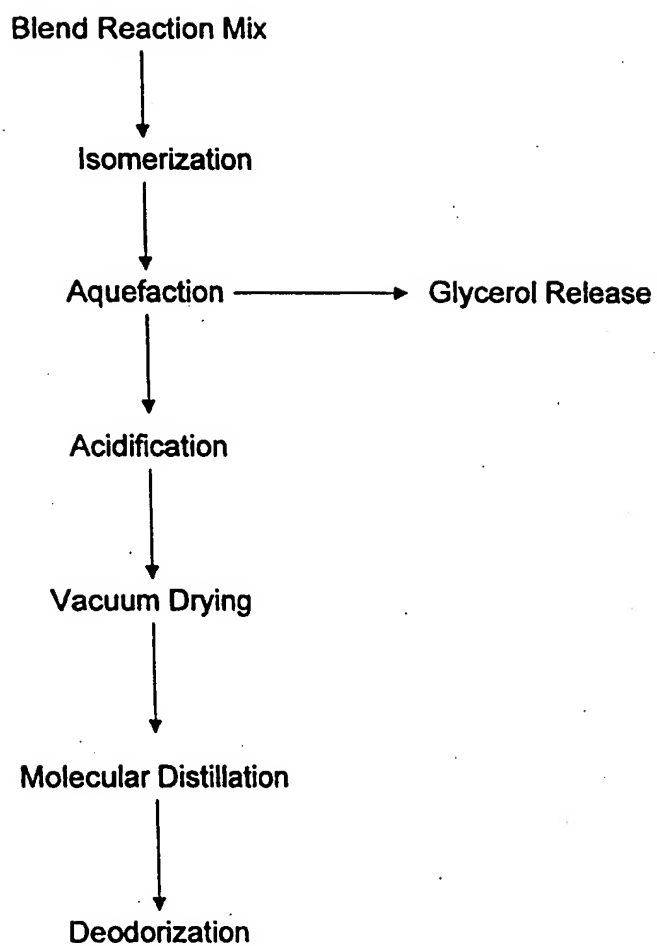 Blend Reaction Mix
Isomerization
Aquefaction
Glycerol Release
Acidification
Vacuum Drying
Molecular Distillation
Deodorization